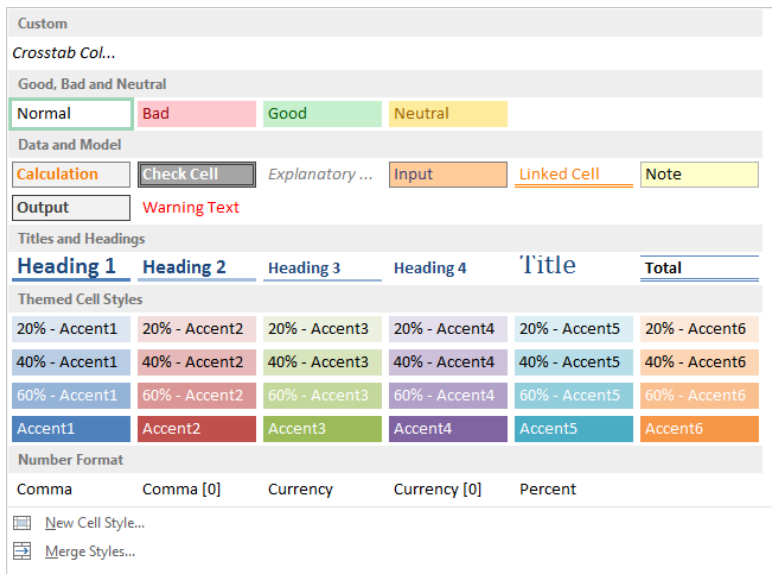 Custom
Crosstab Col...
Good, Bad and Neutral
Normal Bad Good Neutral
Data and Model
Calculation Check Cell Explanatory ... Input Linked Cell Note
Output Warning Text
Titles and Headings
Heading 1 Heading 2 Heading 3 Heading 4 Title Total
Themed Cell Styles
20% - Accent1 20% - Accent2 20% - Accent3 20% - Accent4 20% - Accent5 20% - Accent6
40% - Accent1 40% - Accent2 40% - Accent3 40% - Accent4 40% - Accent5 40% - Accent6
60% - Accent1 60% - Accent2 60% - Accent3 60% - Accent4 60% - Accent5 60% - Accent6
Accent1 Accent2 Accent3 Accent4 Accent5 Accent6
Number Format
Comma Comma [0] Currency Currency [0] Percent
New Cell Style...
Merge Styles...